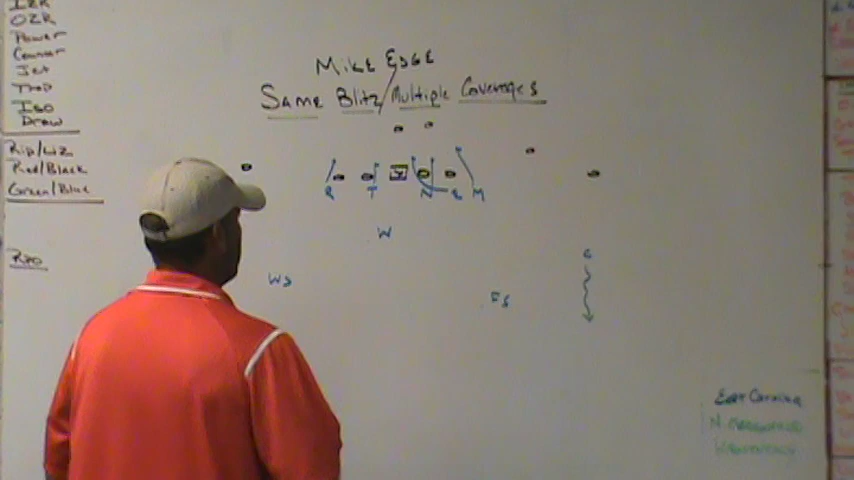 IZR
OZR
Power
Counter
Jet
Trap
Iso
Draw
Rip/Liz
Red/Black
Green/Blue
RPO
Mike Edge
Same Blitz/Multiple Coverages
R T N E M
W
C
WS
FS
East Carolina